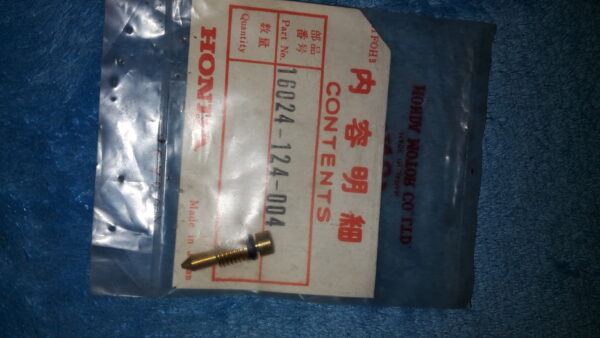 内容明細
CONTENTS
部品
番号
Part No.
16024-124-004
数量
Quantity
HONDA
Made in
HONDA MOTOR CO LTD